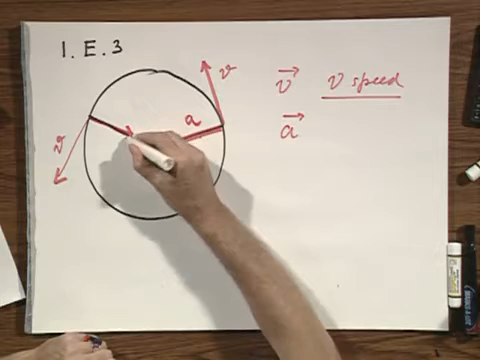 1. E. 3
v
v
a
v⃗ v speed
a⃗